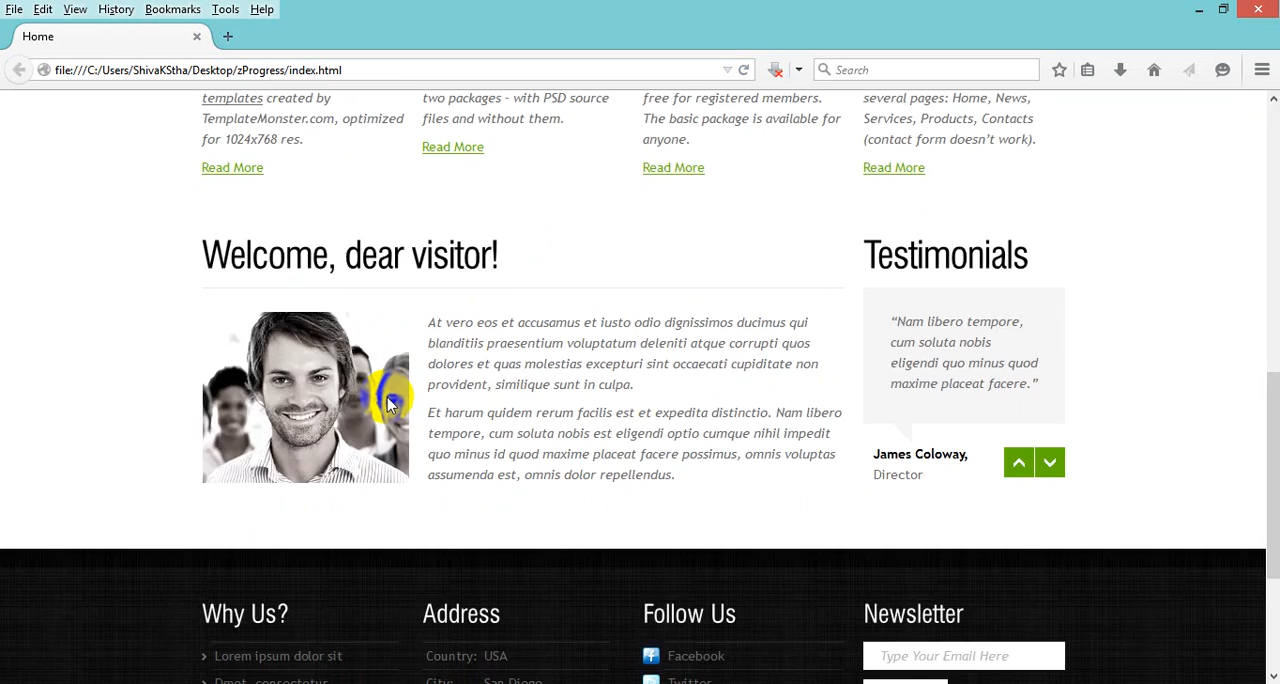 File Edit View History Bookmarks Tools Help
Home
file:///C:/Users/ShivaKStha/Desktop/zProgress/index.html
Search
templates created by
TemplateMonster.com, optimized
for 1024x768 res.
Read More
two packages – with PSD source
files and without them.
Read More
free for registered members.
The basic package is available for
anyone.
Read More
several pages: Home, News,
Services, Products, Contacts
(contact form doesn’t work).
Read More
Welcome, dear visitor!
At vero eos et accusamus et iusto odio dignissimos ducimus qui
blanditiis praesentium voluptatum deleniti atque corrupti quos
dolores et quas molestias excepturi sint occaecati cupiditate non
provident, similique sunt in culpa.
Et harum quidem rerum facilis est et expedita distinctio. Nam libero
tempore, cum soluta nobis est eligendi optio cumque nihil impedit
quo minus id quod maxime placeat facere possimus, omnis voluptas
assumenda est, omnis dolor repellendus.
Testimonials
“Nam libero tempore,
cum soluta nobis
eligendi quo minus quod
maxime placeat facere.”
James Coloway,
Director
Why Us?
Lorem ipsum dolor sit
Dmet, consectetur
Address
Country: USA
City: San Diego
Follow Us
Facebook
Twitter
Newsletter
Type Your Email Here